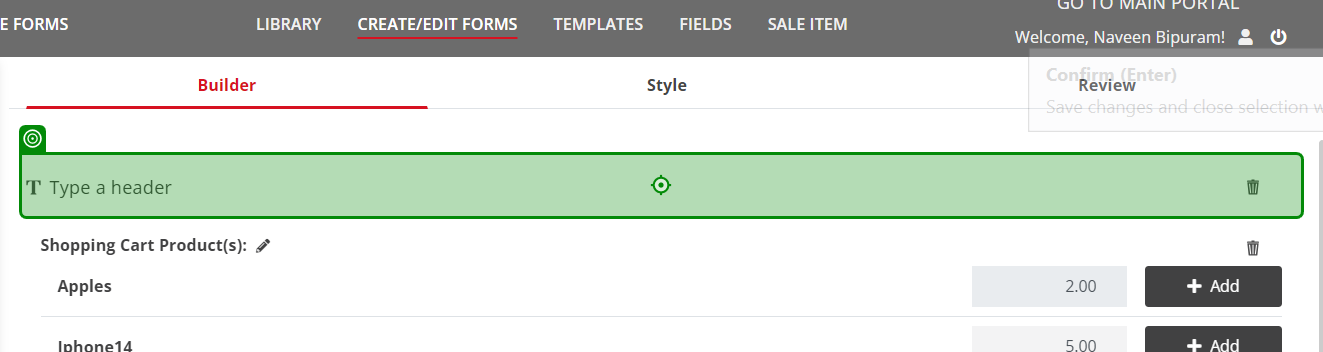 GO TO MAIN PORTAL
E FORMS LIBRARY CREATE/EDIT FORMS TEMPLATES FIELDS SALE ITEM Welcome, Naveen Bipuram!
Confirm (Enter)
Builder Style Review
Save changes and close selection w
T Type a header
Shopping Cart Product(s):
Apples 2.00 + Add
Iphone14 5.00 + Add